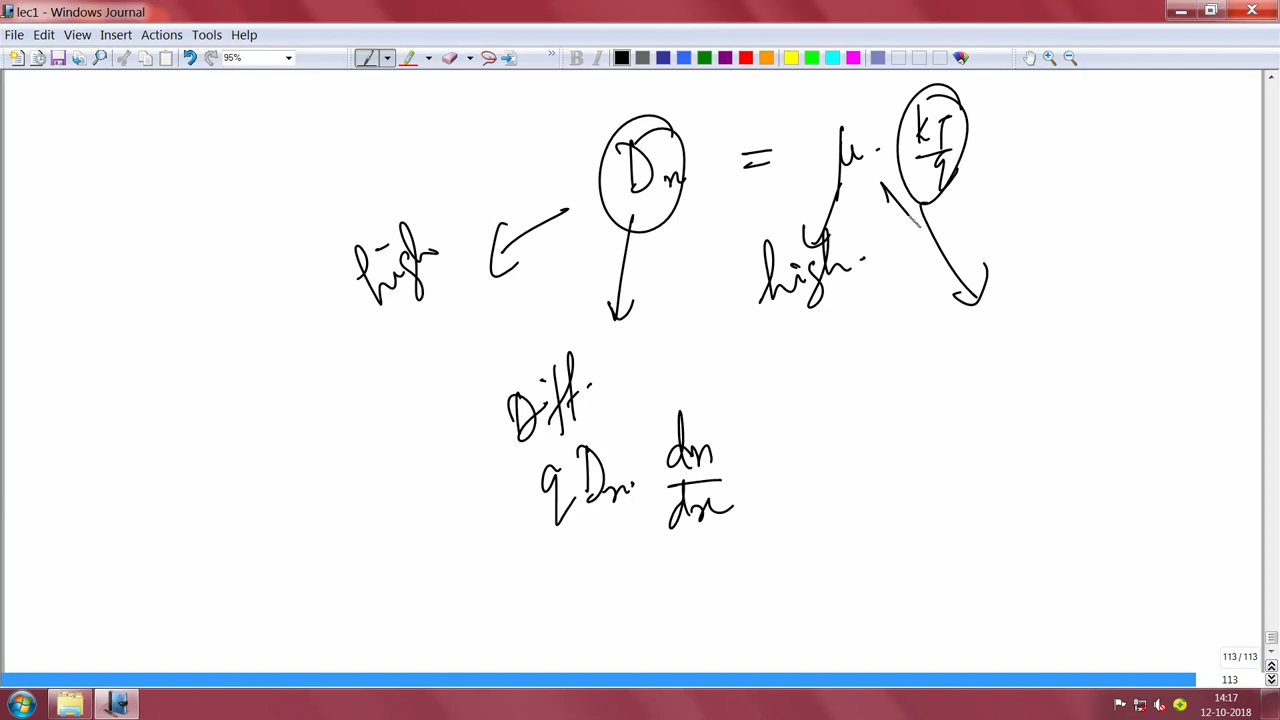 lec1 - Windows Journal
File Edit View Insert Actions Tools Help
95%
Dn = μ · kT/q
high
high.
Diff.
q Dn · dn/dx
113 / 113
113
14:17
12-10-2018